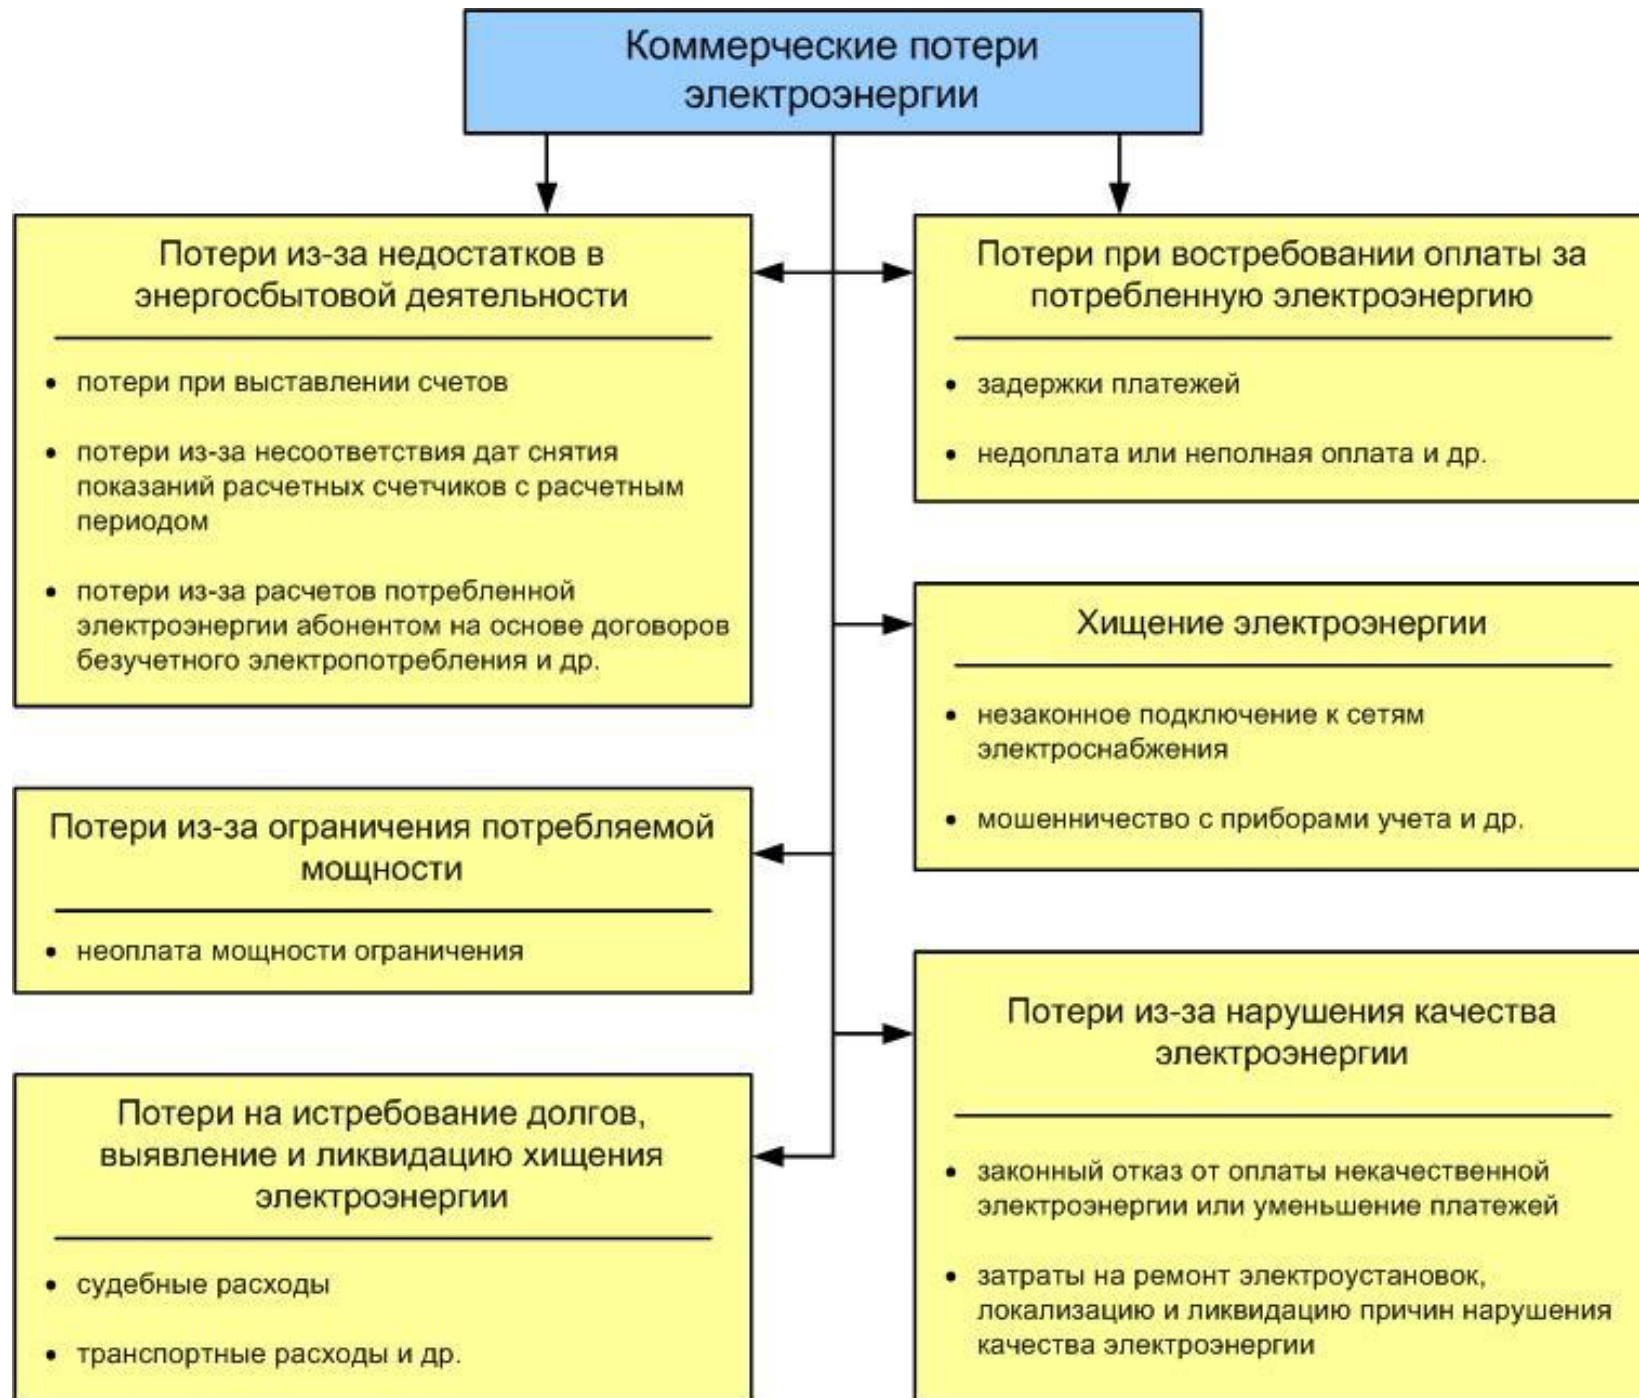 Коммерческие потери
электроэнергии
Потери из-за недостатков в
энергосбытовой деятельности
• потери при выставлении счетов
• потери из-за несоответствия дат снятия
показаний расчетных счетчиков с расчетным
периодом
• потери из-за расчетов потребленной
электроэнергии абонентом на основе договоров
безучетного электропотребления и др.
Потери при востребовании оплаты за
потребленную электроэнергию
• задержки платежей
• недоплата или неполная оплата и др.
Хищение электроэнергии
• незаконное подключение к сетям
электроснабжения
• мошенничество с приборами учета и др.
Потери из-за ограничения потребляемой
мощности
• неоплата мощности ограничения
Потери из-за нарушения качества
электроэнергии
• законный отказ от оплаты некачественной
электроэнергии или уменьшение платежей
• затраты на ремонт электроустановок,
локализацию и ликвидацию причин нарушения
качества электроэнергии
Потери на истребование долгов,
выявление и ликвидацию хищения
электроэнергии
• судебные расходы
• транспортные расходы и др.